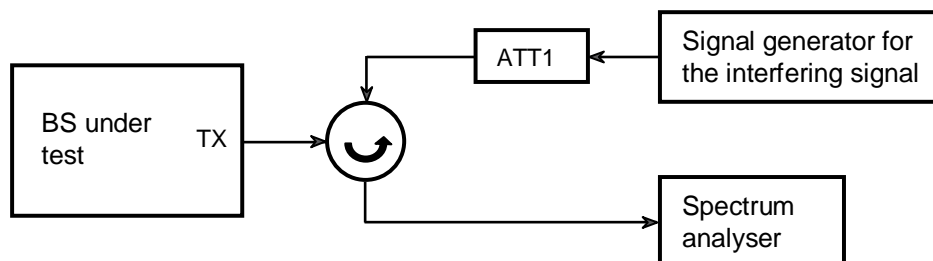 Signal generator for
the interfering signal
ATT1
BS under
test
TX
Spectrum
analyser